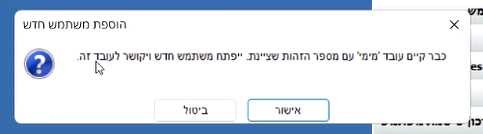 הוספת משתמש חדש
כבר קיים עובד 'מימי' עם מספר הזהות שציינת. ייפתח משתמש חדש ויקושר לעובד זה.
אישור
ביטול